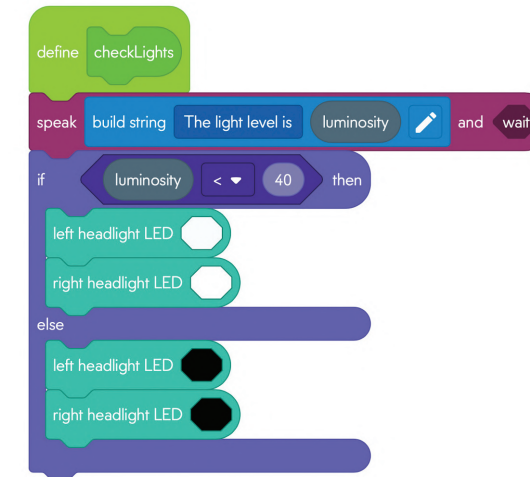 define checkLights
speak build string The light level is luminosity and wait
if luminosity < 40 then
left headlight LED
right headlight LED
else
left headlight LED
right headlight LED